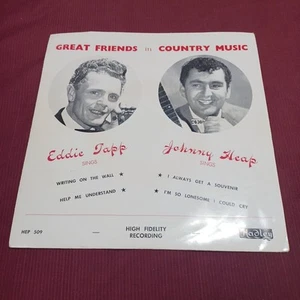 GREAT FRIENDS in COUNTRY MUSIC
Eddie Tapp
SINGS
WRITING ON THE WALL ★
HELP ME UNDERSTAND ★
Johnny Heap
SINGS
★ I ALWAYS GET A SOUVENIR
★ I'M SO LONESOME I COULD CRY
HEP 509 — HIGH FIDELITY RECORDING — Hadley